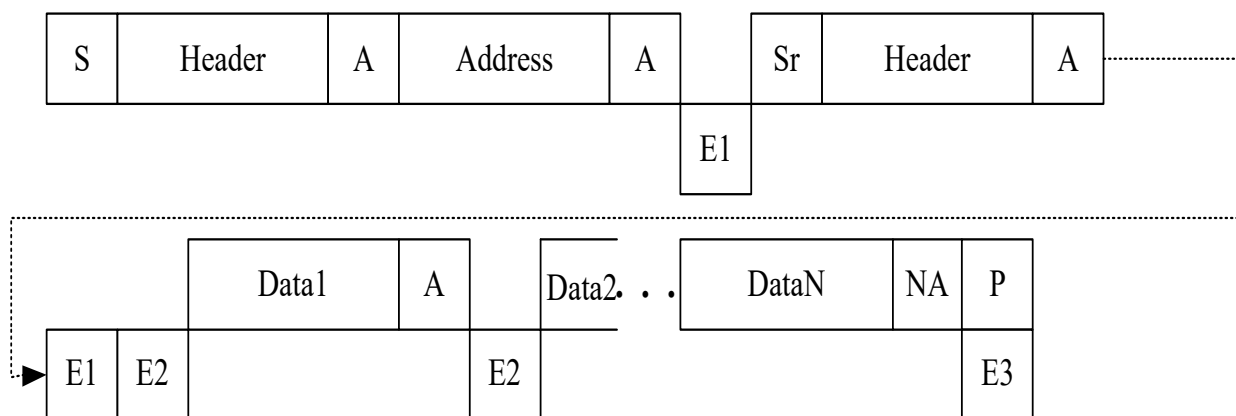 S Header A Address A Sr Header A
E1
Data1 A Data2. . . DataN NA P
E1 E2 E2 E3